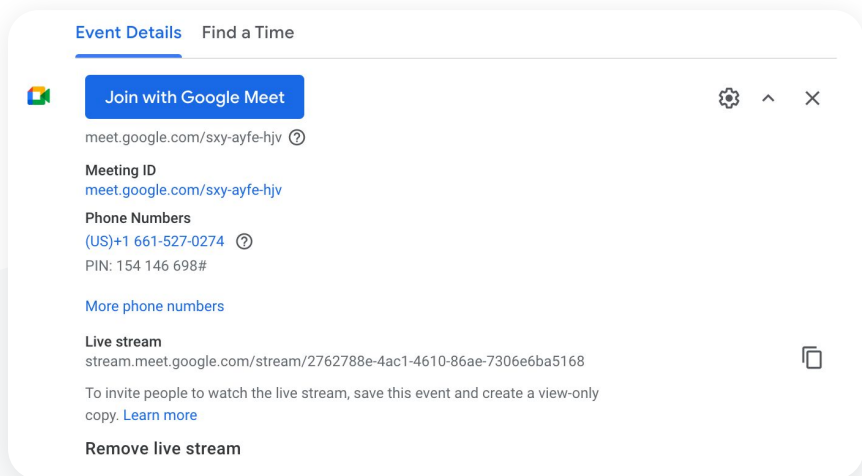 Event Details Find a Time
Join with Google Meet
meet.google.com/sxy-ayfe-hjv
Meeting ID
meet.google.com/sxy-ayfe-hjv
Phone Numbers
(US)+1 661-527-0274
PIN: 154 146 698#
More phone numbers
Live stream
stream.meet.google.com/stream/2762788e-4ac1-4610-86ae-7306e6ba5168
To invite people to watch the live stream, save this event and create a view-only
copy. Learn more
Remove live stream